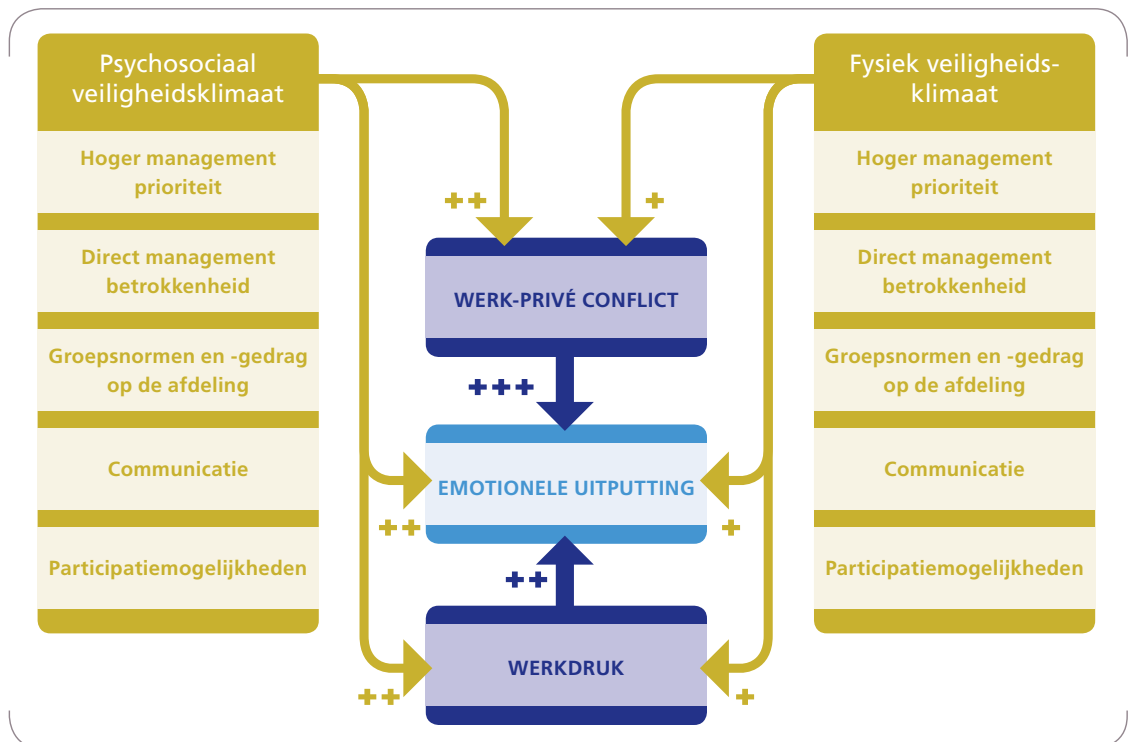 Psychosociaal
veiligheidsklimaat
Hoger management
prioriteit
Direct management
betrokkenheid
Groepsnormen en -gedrag
op de afdeling
Communicatie
Participatiemogelijkheden
++
+
WERK-PRIVÉ CONFLICT
+++
EMOTIONELE UITPUTTING
++
+
++
WERKDRUK
++
+
Fysiek veiligheids-
klimaat
Hoger management
prioriteit
Direct management
betrokkenheid
Groepsnormen en -gedrag
op de afdeling
Communicatie
Participatiemogelijkheden